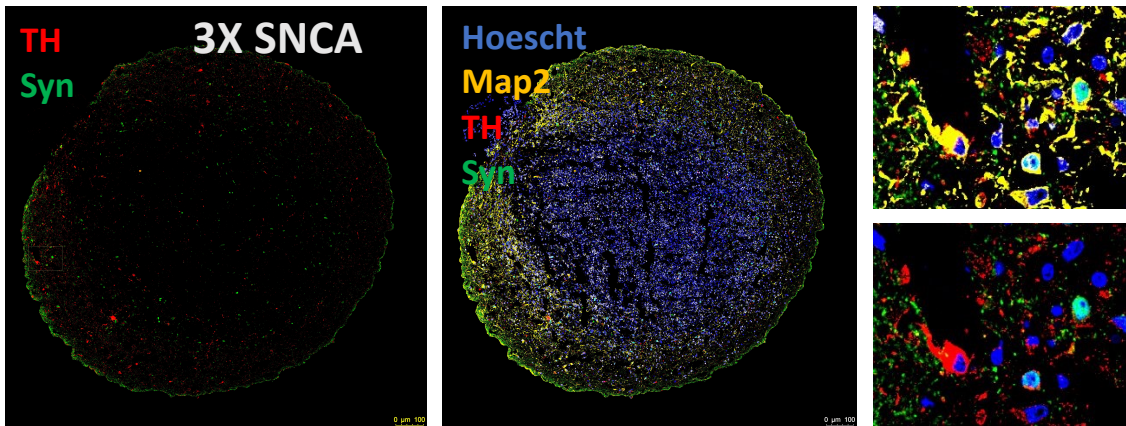 TH
3X SNCA
Syn
Hoescht
Map2
TH
Syn
0 µm 100
0 µm 100